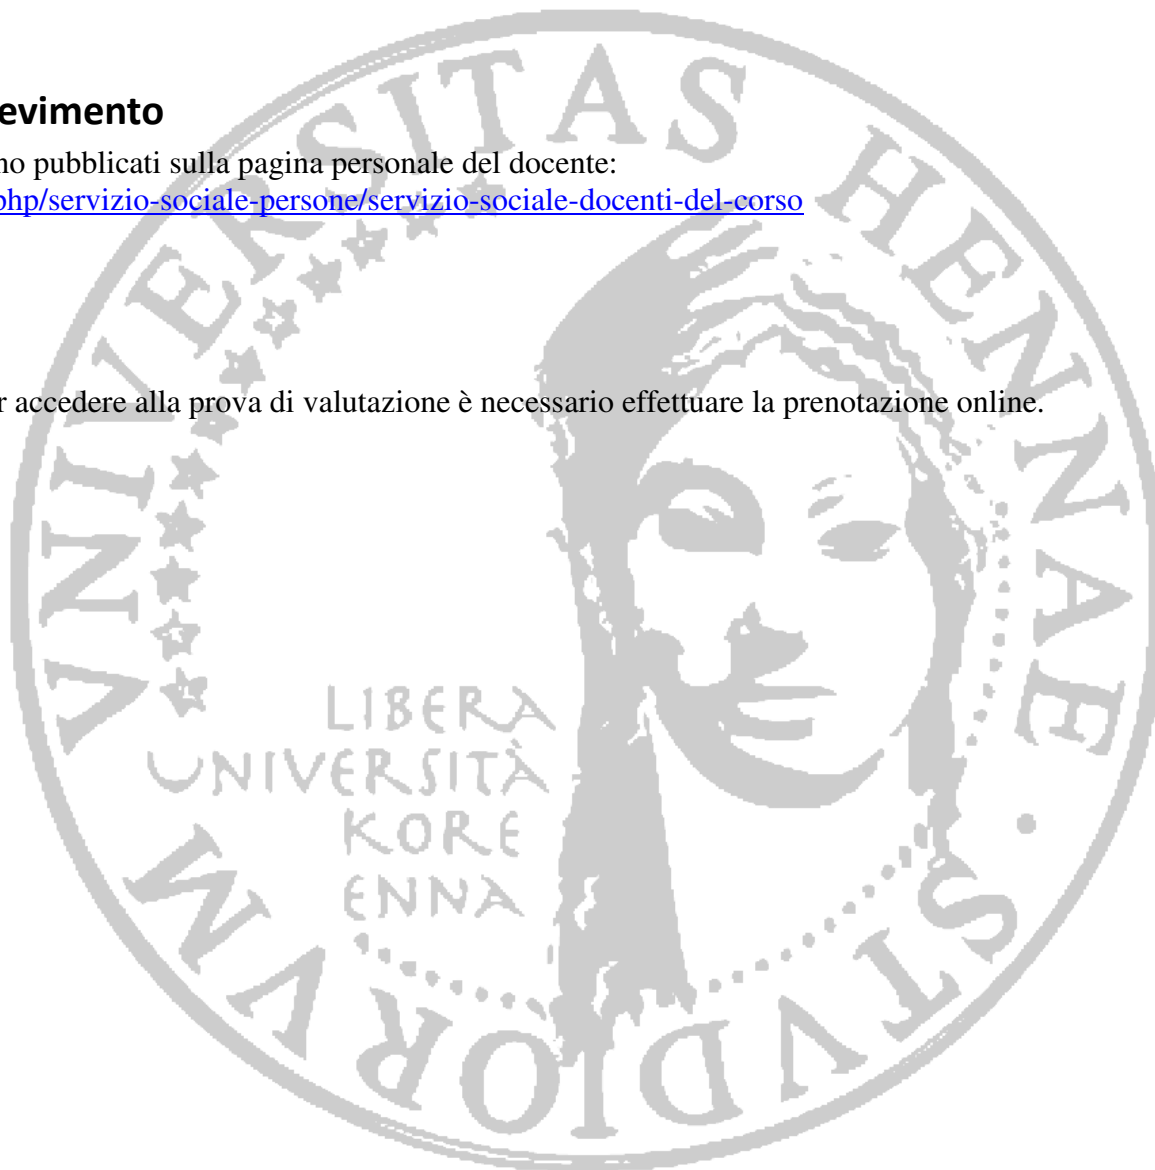 evimento
no pubblicati sulla pagina personale del docente:
php/servizio-sociale-persone/servizio-sociale-docenti-del-corso
r accedere alla prova di valutazione è necessario effettuare la prenotazione online.
VNIVERSITAS HENNAE · STVDIORVM
LIBERA
UNIVERSITÀ
KORE
ENNA